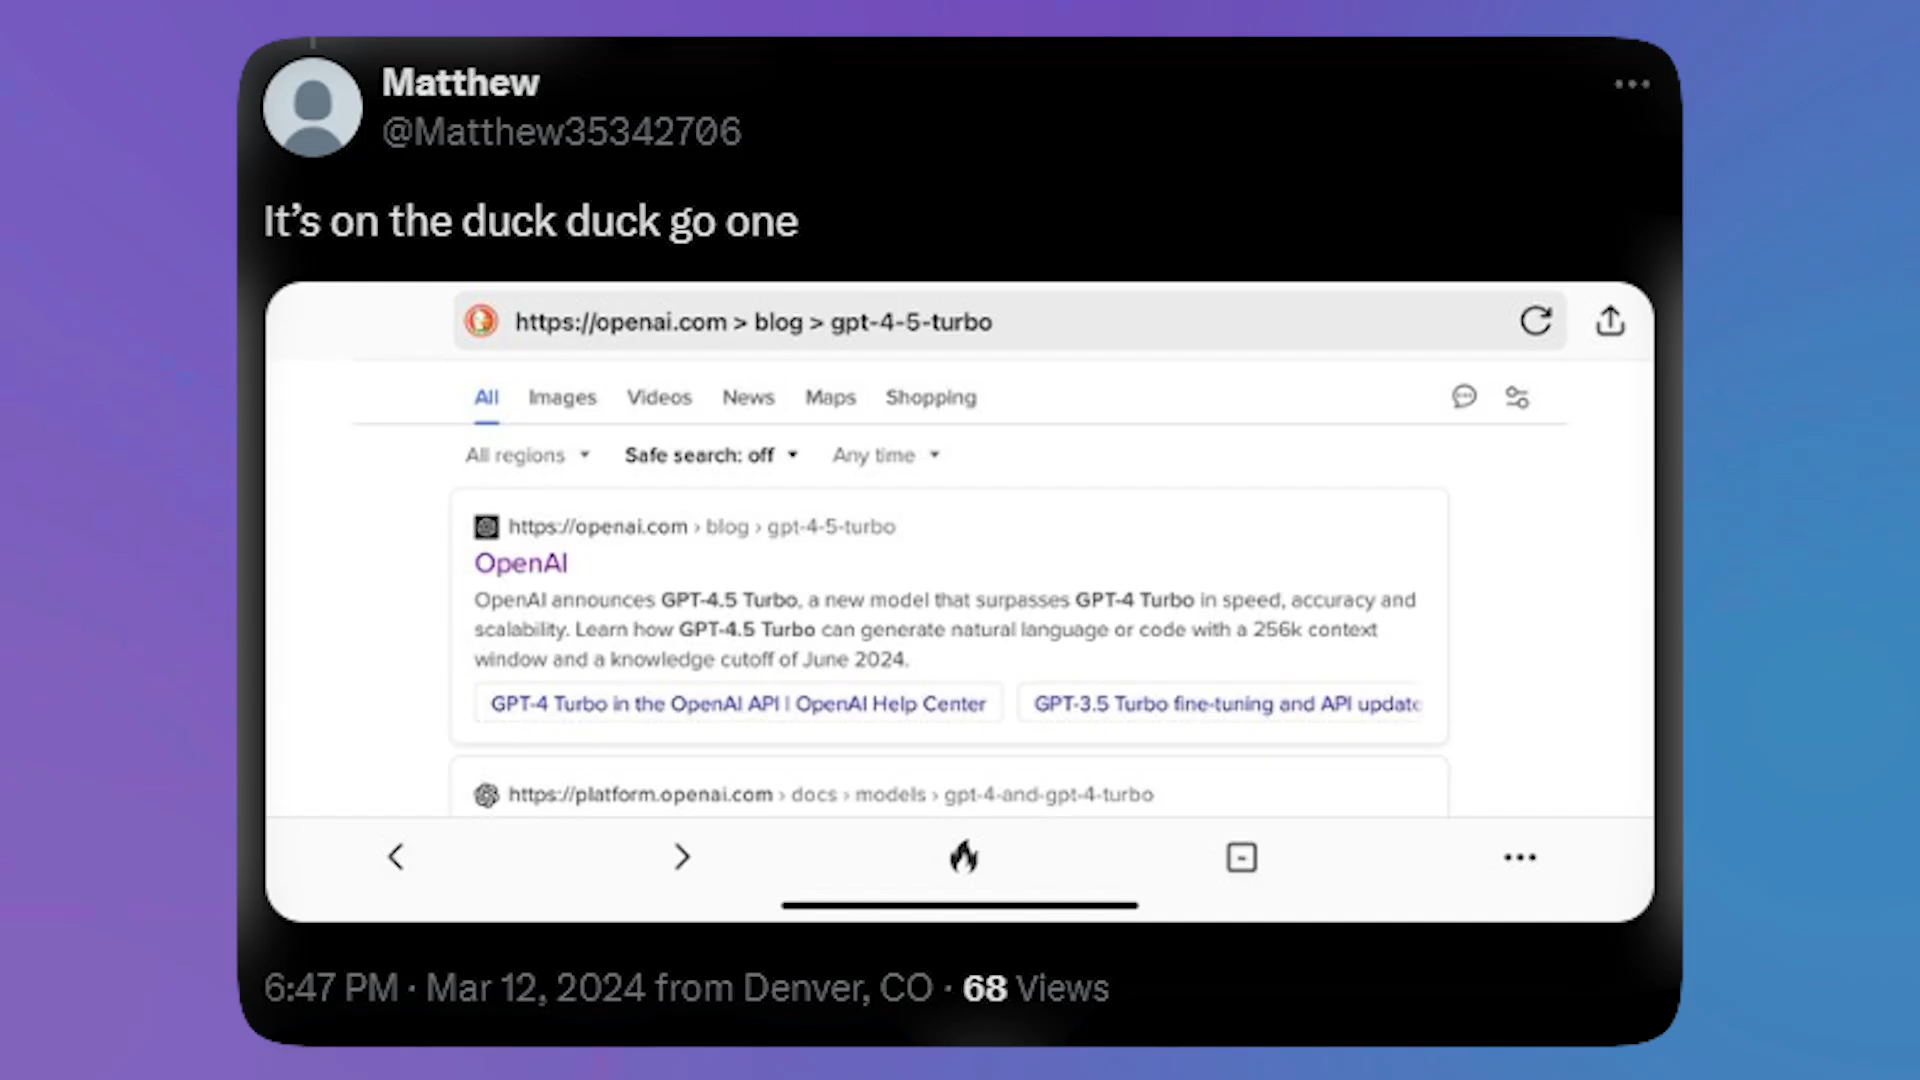 Matthew
@Matthew35342706
It's on the duck duck go one
https://openai.com > blog > gpt-4-5-turbo
All Images Videos News Maps Shopping
All regions Safe search: off Any time
https://openai.com › blog › gpt-4-5-turbo
OpenAI
OpenAI announces GPT-4.5 Turbo, a new model that surpasses GPT-4 Turbo in speed, accuracy and
scalability. Learn how GPT-4.5 Turbo can generate natural language or code with a 256k context
window and a knowledge cutoff of June 2024.
GPT-4 Turbo in the OpenAI API | OpenAI Help Center GPT-3.5 Turbo fine-tuning and API update
https://platform.openai.com › docs › models › gpt-4-and-gpt-4-turbo
6:47 PM · Mar 12, 2024 from Denver, CO · 68 Views